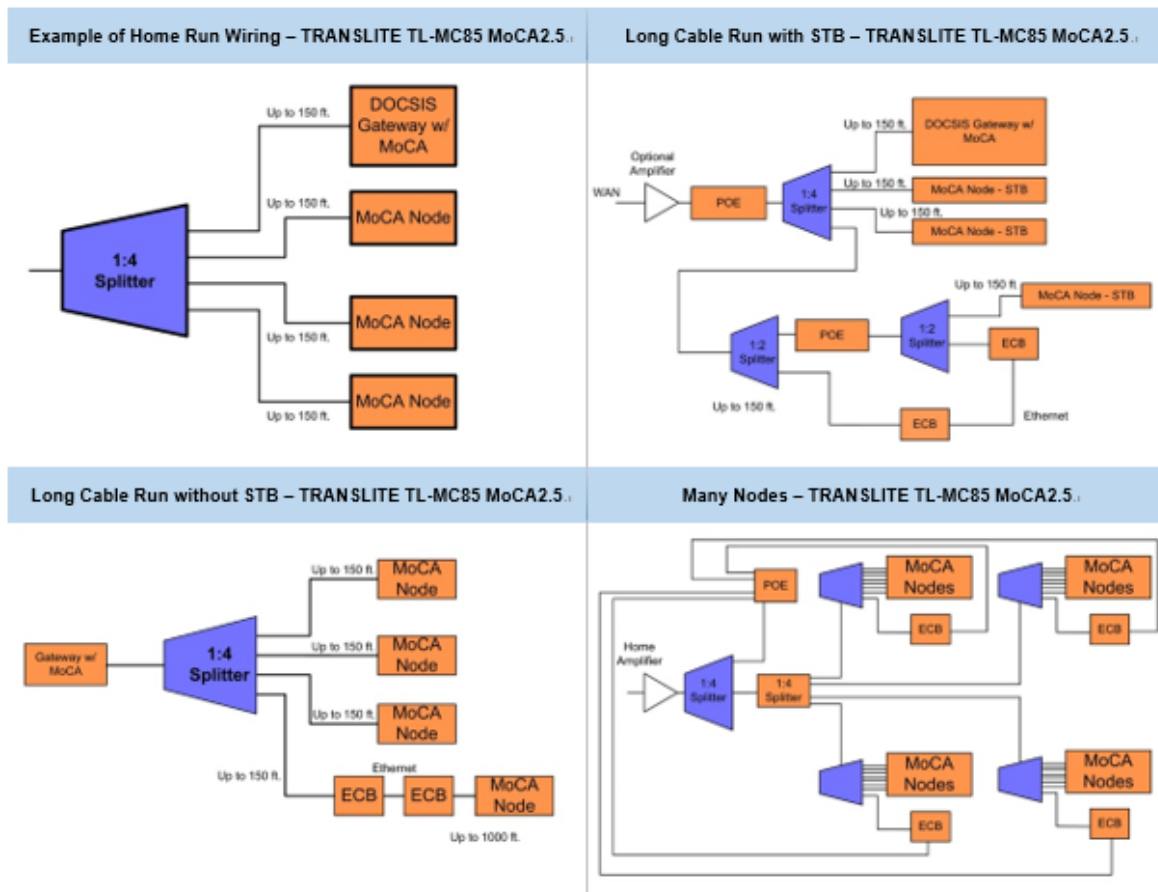 Example of Home Run Wiring – TRANSLITE TL-MC85 MoCA2.5.
Up to 150 ft.
DOCSIS
Gateway w/
MoCA
Up to 150 ft.
MoCA Node
1:4
Splitter
MoCA Node
Up to 150 ft.
MoCA Node
Up to 150 ft.
Long Cable Run with STB – TRANSLITE TL-MC85 MoCA2.5.
Up to 150 ft.
DOCSIS Gateway w/
MoCA
Optional
Amplifier
WAN
POE
1:4
Splitter
Up to 150 ft.
MoCA Node - STB
Up to 150 ft.
MoCA Node - STB
Up to 150 ft.
MoCA Node - STB
1:2
Splitter
POE
1:2
Splitter
ECB
Up to 150 ft.
ECB
Ethernet
Long Cable Run without STB – TRANSLITE TL-MC85 MoCA2.5.
Up to 150 ft.
MoCA
Node
Gateway w/
MoCA
1:4
Splitter
Up to 150 ft.
MoCA
Node
Up to 150 ft.
MoCA
Node
Up to 150 ft.
Ethernet
ECB
ECB
MoCA
Node
Up to 1000 ft.
Many Nodes – TRANSLITE TL-MC85 MoCA2.5.
POE
MoCA
Nodes
MoCA
Nodes
ECB
ECB
Home
Amplifier
1:4
Splitter
1:4
Splitter
MoCA
Nodes
MoCA
Nodes
ECB
ECB